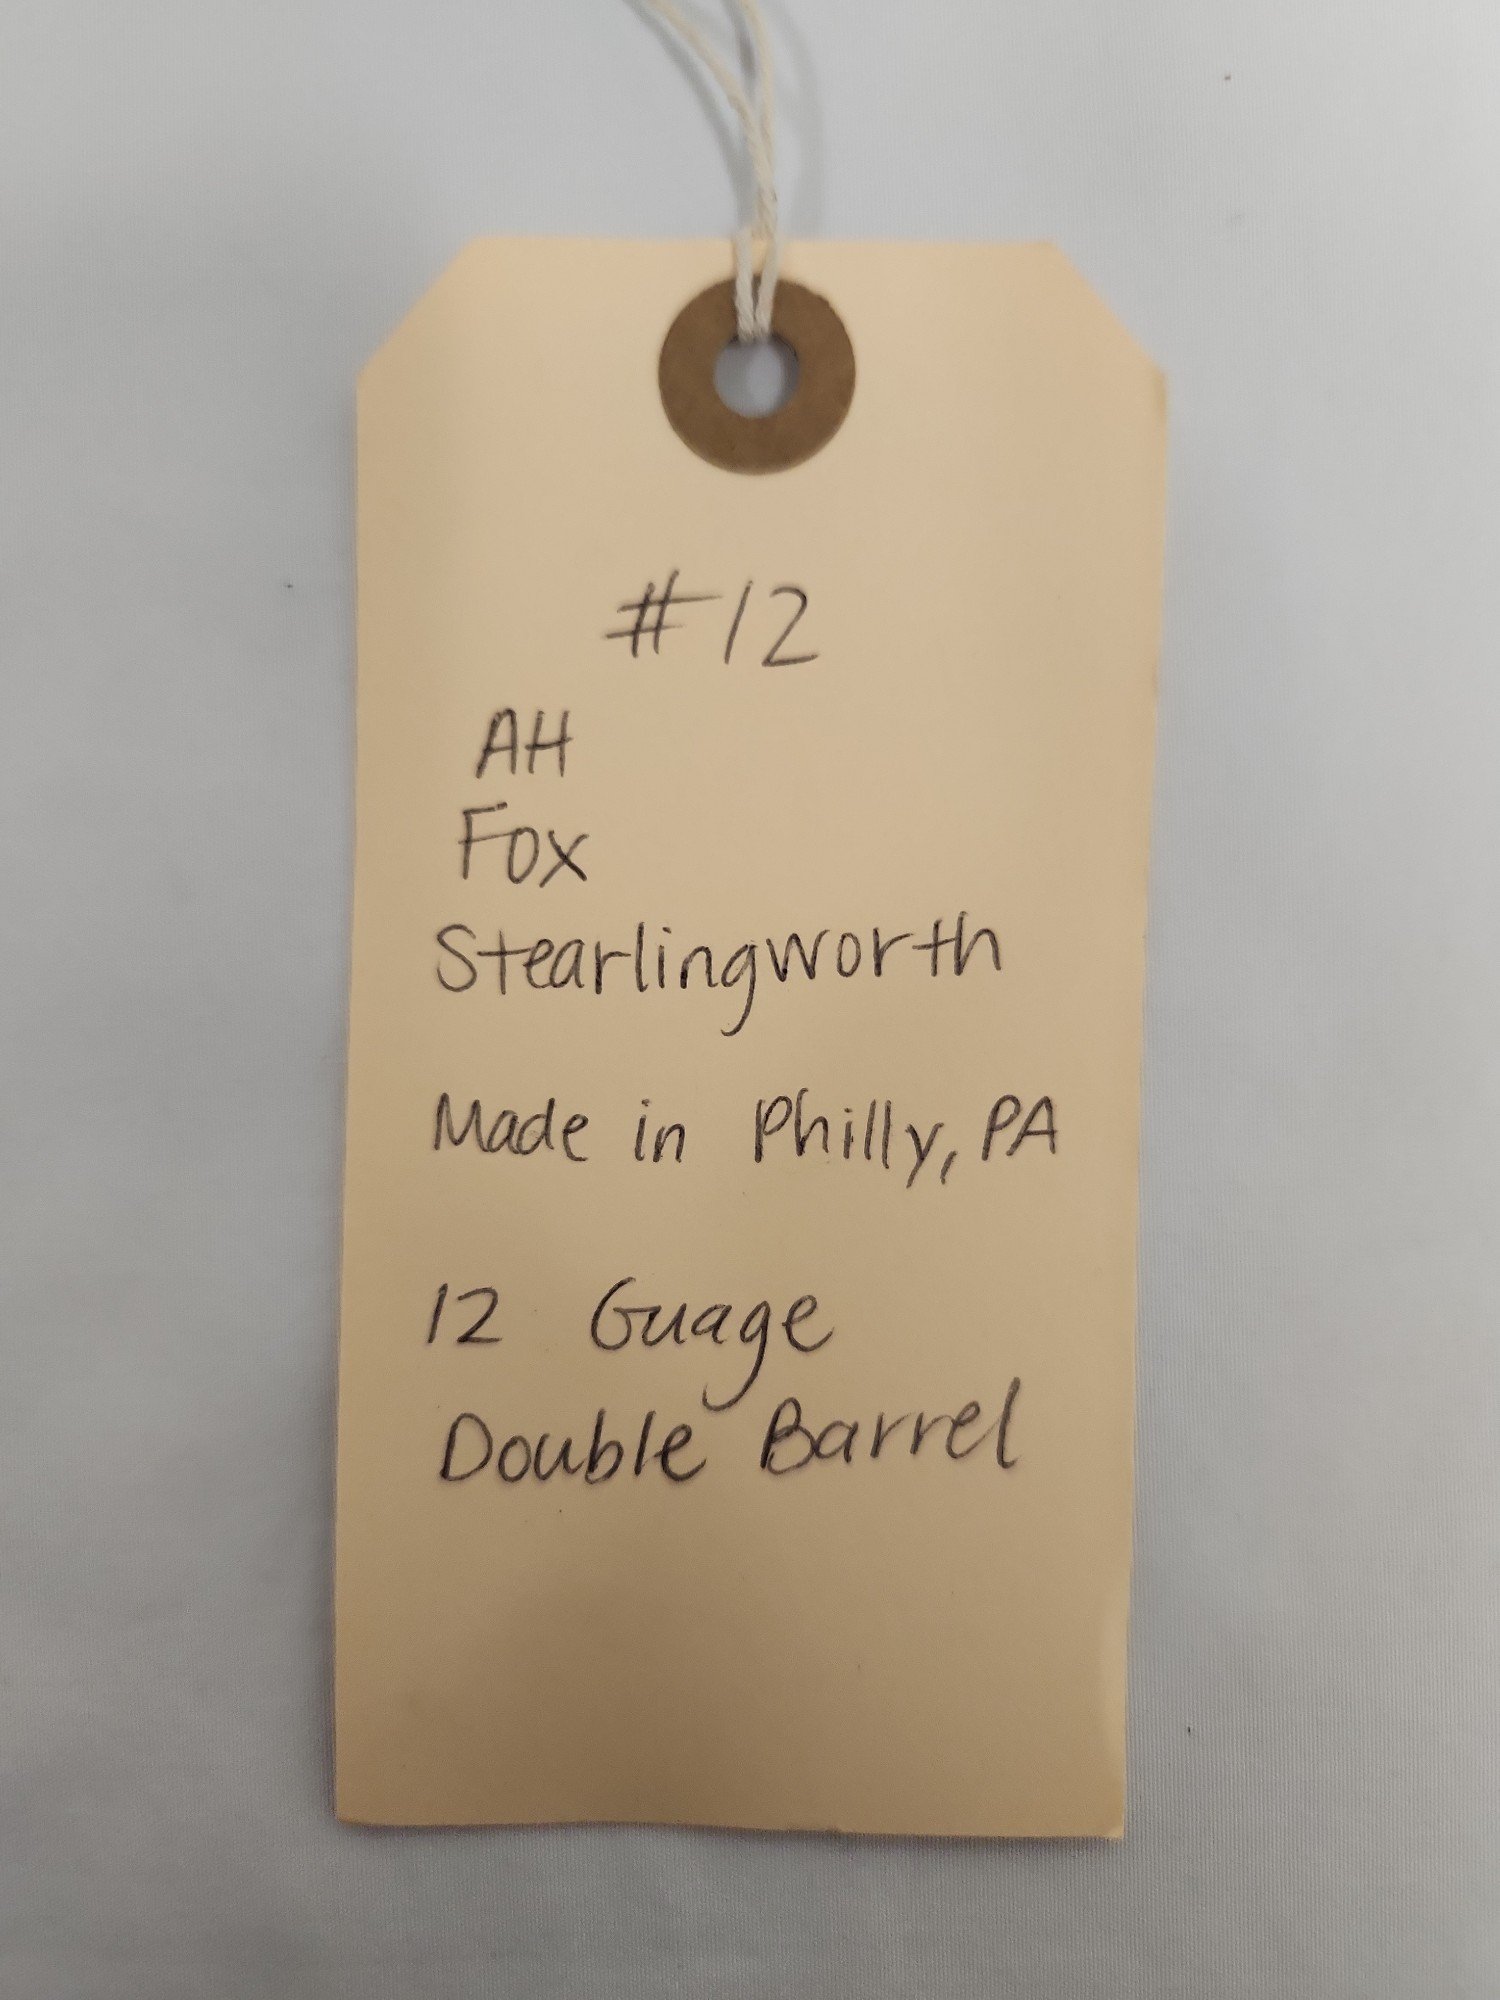 #12
AH
Fox
Stearlingworth
Made in Philly, PA
12 Guage
Double Barrel